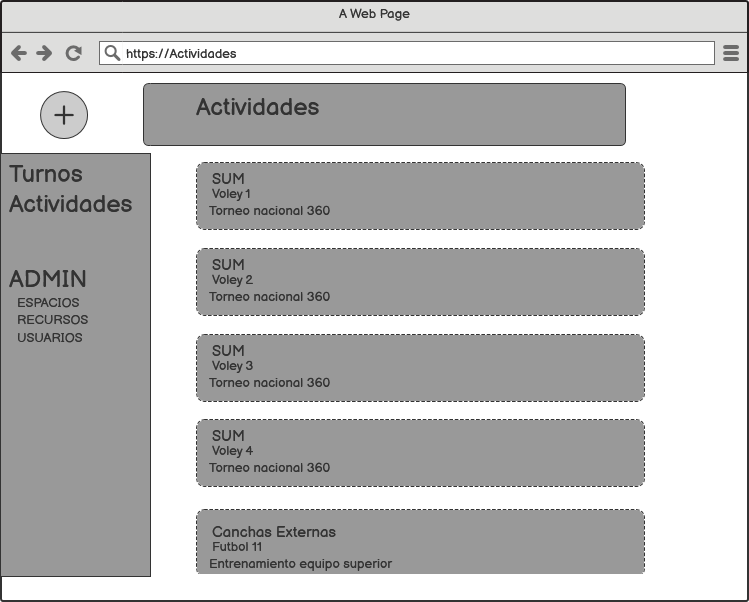 A Web Page
https://Actividades
Actividades
Turnos
Actividades
ADMIN
ESPACIOS
RECURSOS
USUARIOS
SUM
Voley 1
Torneo nacional 360
SUM
Voley 2
Torneo nacional 360
SUM
Voley 3
Torneo nacional 360
SUM
Voley 4
Torneo nacional 360
Canchas Externas
Futbol 11
Entrenamiento equipo superior